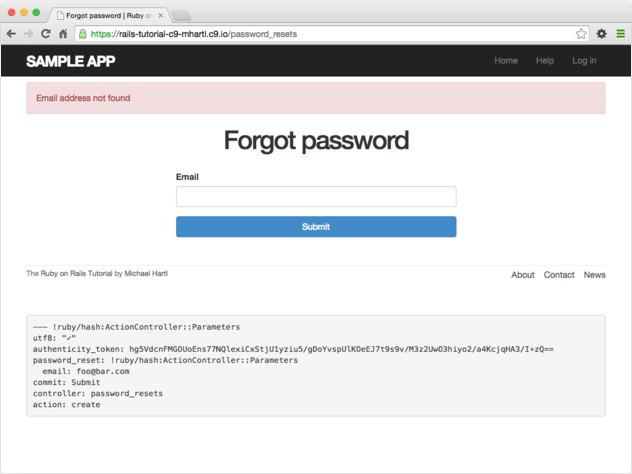 Forgot password | Ruby on
https://rails-tutorial-c9-mhartl.c9.io/password_resets
SAMPLE APP
Home Help Log in
Email address not found
Forgot password
Email
Submit
The Ruby on Rails Tutorial by Michael Hartl
About Contact News
--- !ruby/hash:ActionController::Parameters
utf8: "✓"
authenticity_token: hg5VdcnFMGOUoEns77NQlexiCxStjU1yziu5/gDoYvspUlKOeEJ7t9s9v/M3z2UwO3hiyo2/a4KcjqHA3/I+zQ==
password_reset: !ruby/hash:ActionController::Parameters
email: foo@bar.com
commit: Submit
controller: password_resets
action: create